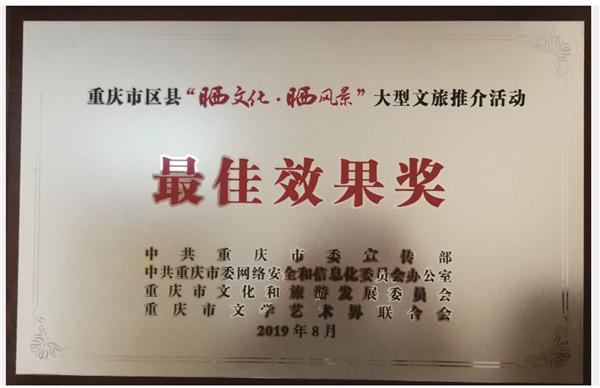 重庆市区县“晒文化·晒风景”大型文旅推介活动
最佳效果奖
中共重庆市委宣传部
中共重庆市委网络安全和信息化委员会办公室
重庆市文化和旅游发展委员会
重庆市文学艺术界联合会
2019年8月